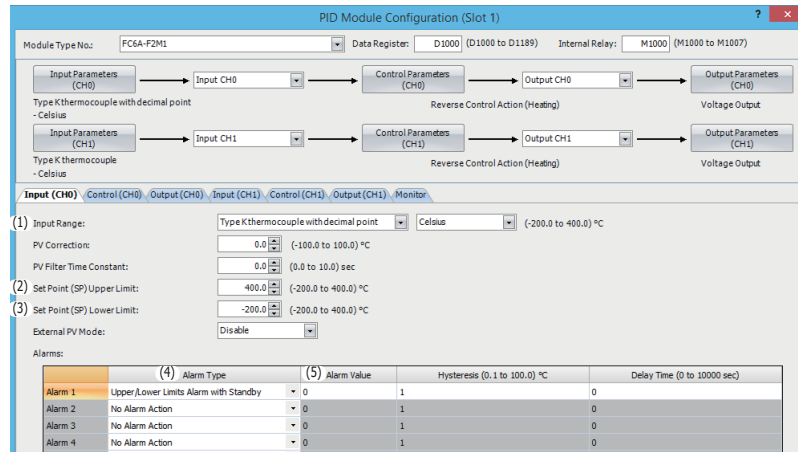 PID Module Configuration (Slot 1)
? ×
Module Type No.: FC6A-F2M1 Data Register: D1000 (D1000 to D1189) Internal Relay: M1000 (M1000 to M1007)
Input Parameters (CH0) Input CH0 Control Parameters (CH0) Output CH0 Output Parameters (CH0)
Type K thermocouple with decimal point - Celsius Reverse Control Action (Heating) Voltage Output
Input Parameters (CH1) Input CH1 Control Parameters (CH1) Output CH1 Output Parameters (CH1)
Type K thermocouple - Celsius Reverse Control Action (Heating) Voltage Output
Input (CH0) Control (CH0) Output (CH0) Input (CH1) Control (CH1) Output (CH1) Monitor
(1) Input Range: Type K thermocouple with decimal point Celsius (-200.0 to 400.0) °C
PV Correction: 0.0 (-100.0 to 100.0) °C
PV Filter Time Constant: 0.0 (0.0 to 10.0) sec
(2) Set Point (SP) Upper Limit: 400.0 (-200.0 to 400.0) °C
(3) Set Point (SP) Lower Limit: -200.0 (-200.0 to 400.0) °C
External PV Mode: Disable
Alarms:
(4) Alarm Type (5) Alarm Value Hysteresis (0.1 to 100.0) °C Delay Time (0 to 10000 sec)
Alarm 1 Upper/Lower Limits Alarm with Standby 0 1 0
Alarm 2 No Alarm Action 0 1 0
Alarm 3 No Alarm Action 0 1 0
Alarm 4 No Alarm Action 0 1 0